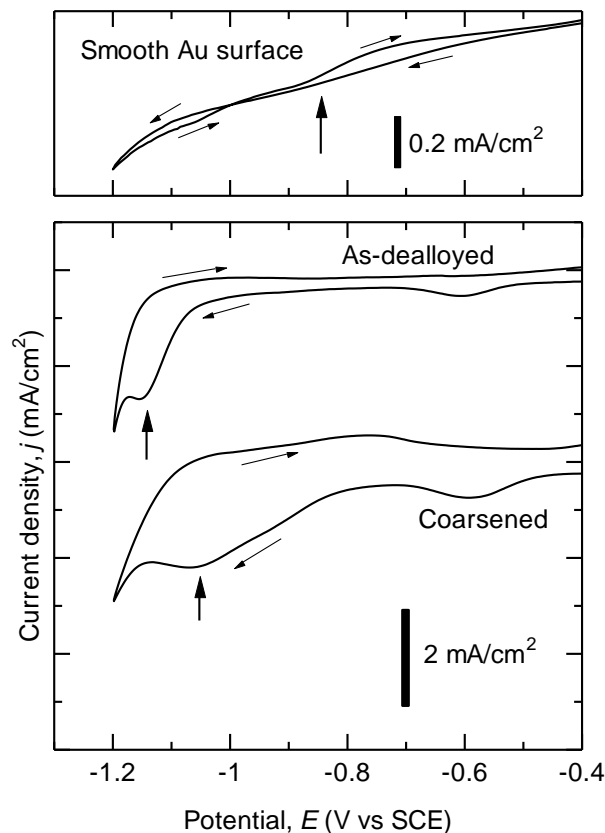 Smooth Au surface
0.2 mA/cm²
As-dealloyed
Coarsened
2 mA/cm²
Current density, j (mA/cm²)
-1.2 -1 -0.8 -0.6 -0.4
Potential, E (V vs SCE)